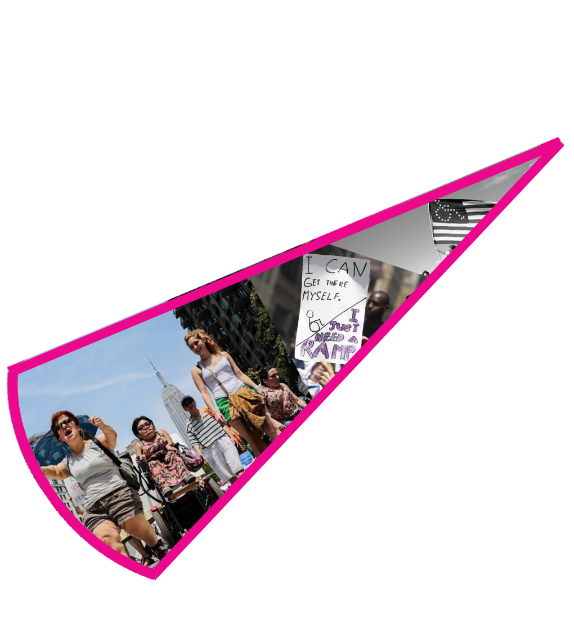 I CAN
GET THERE
MYSELF.
I
JUST
NEED A
RAMP